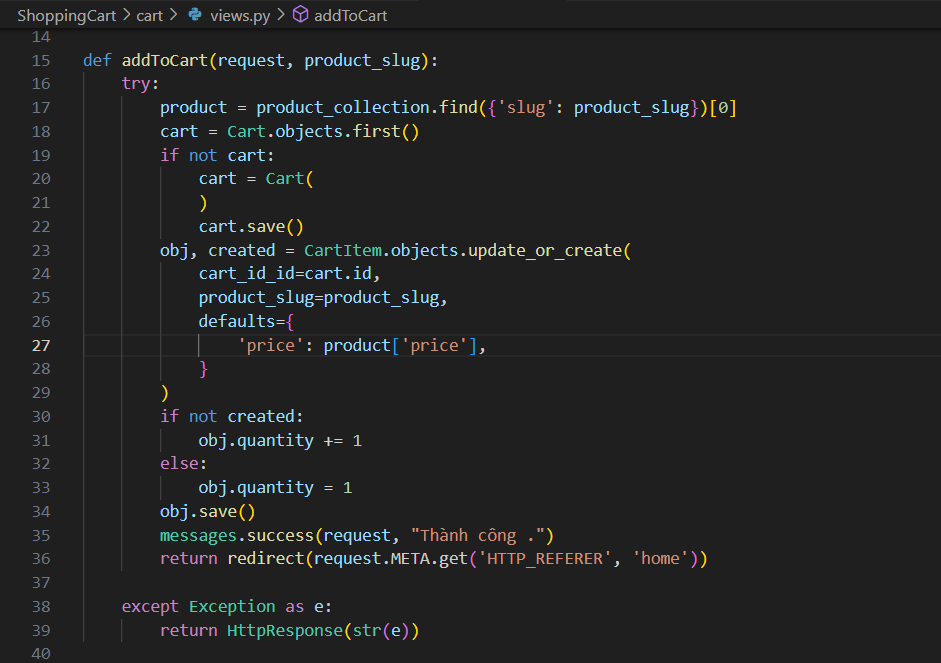 ShoppingCart > cart > views.py > addToCart
14
15 def addToCart(request, product_slug):
16     try:
17         product = product_collection.find({'slug': product_slug})[0]
18         cart = Cart.objects.first()
19         if not cart:
20             cart = Cart(
21             )
22             cart.save()
23         obj, created = CartItem.objects.update_or_create(
24             cart_id_id=cart.id,
25             product_slug=product_slug,
26             defaults={
27                 'price': product['price'],
28             }
29         )
30         if not created:
31             obj.quantity += 1
32         else:
33             obj.quantity = 1
34         obj.save()
35         messages.success(request, "Thành công .")
36         return redirect(request.META.get('HTTP_REFERER', 'home'))
37
38     except Exception as e:
39         return HttpResponse(str(e))
40